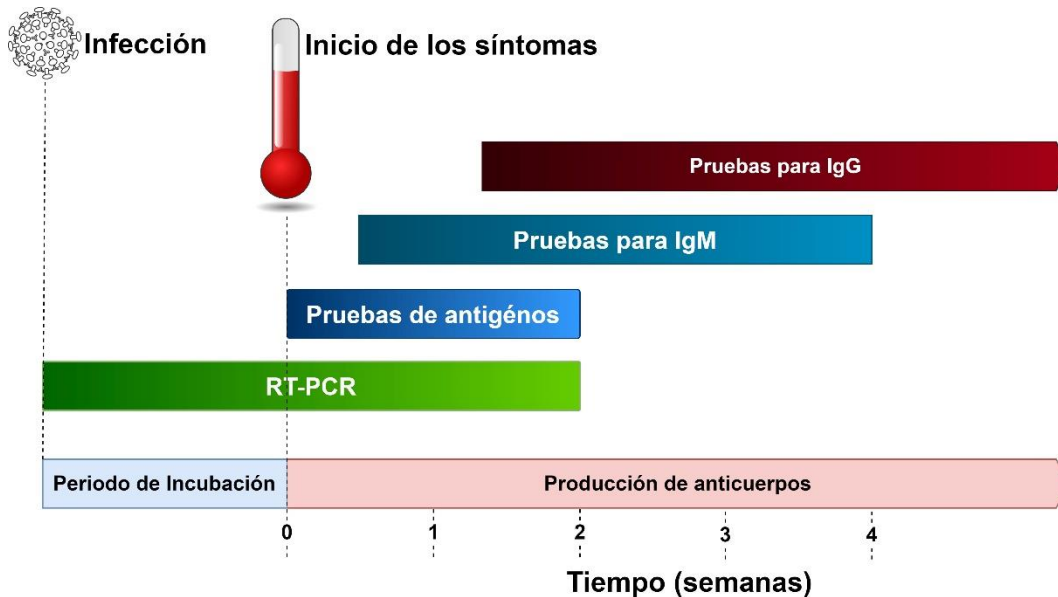 Infección
Inicio de los síntomas
Pruebas para IgG
Pruebas para IgM
Pruebas de antigénos
RT-PCR
Periodo de Incubación
Producción de anticuerpos
0
1
2
3
4
Tiempo (semanas)